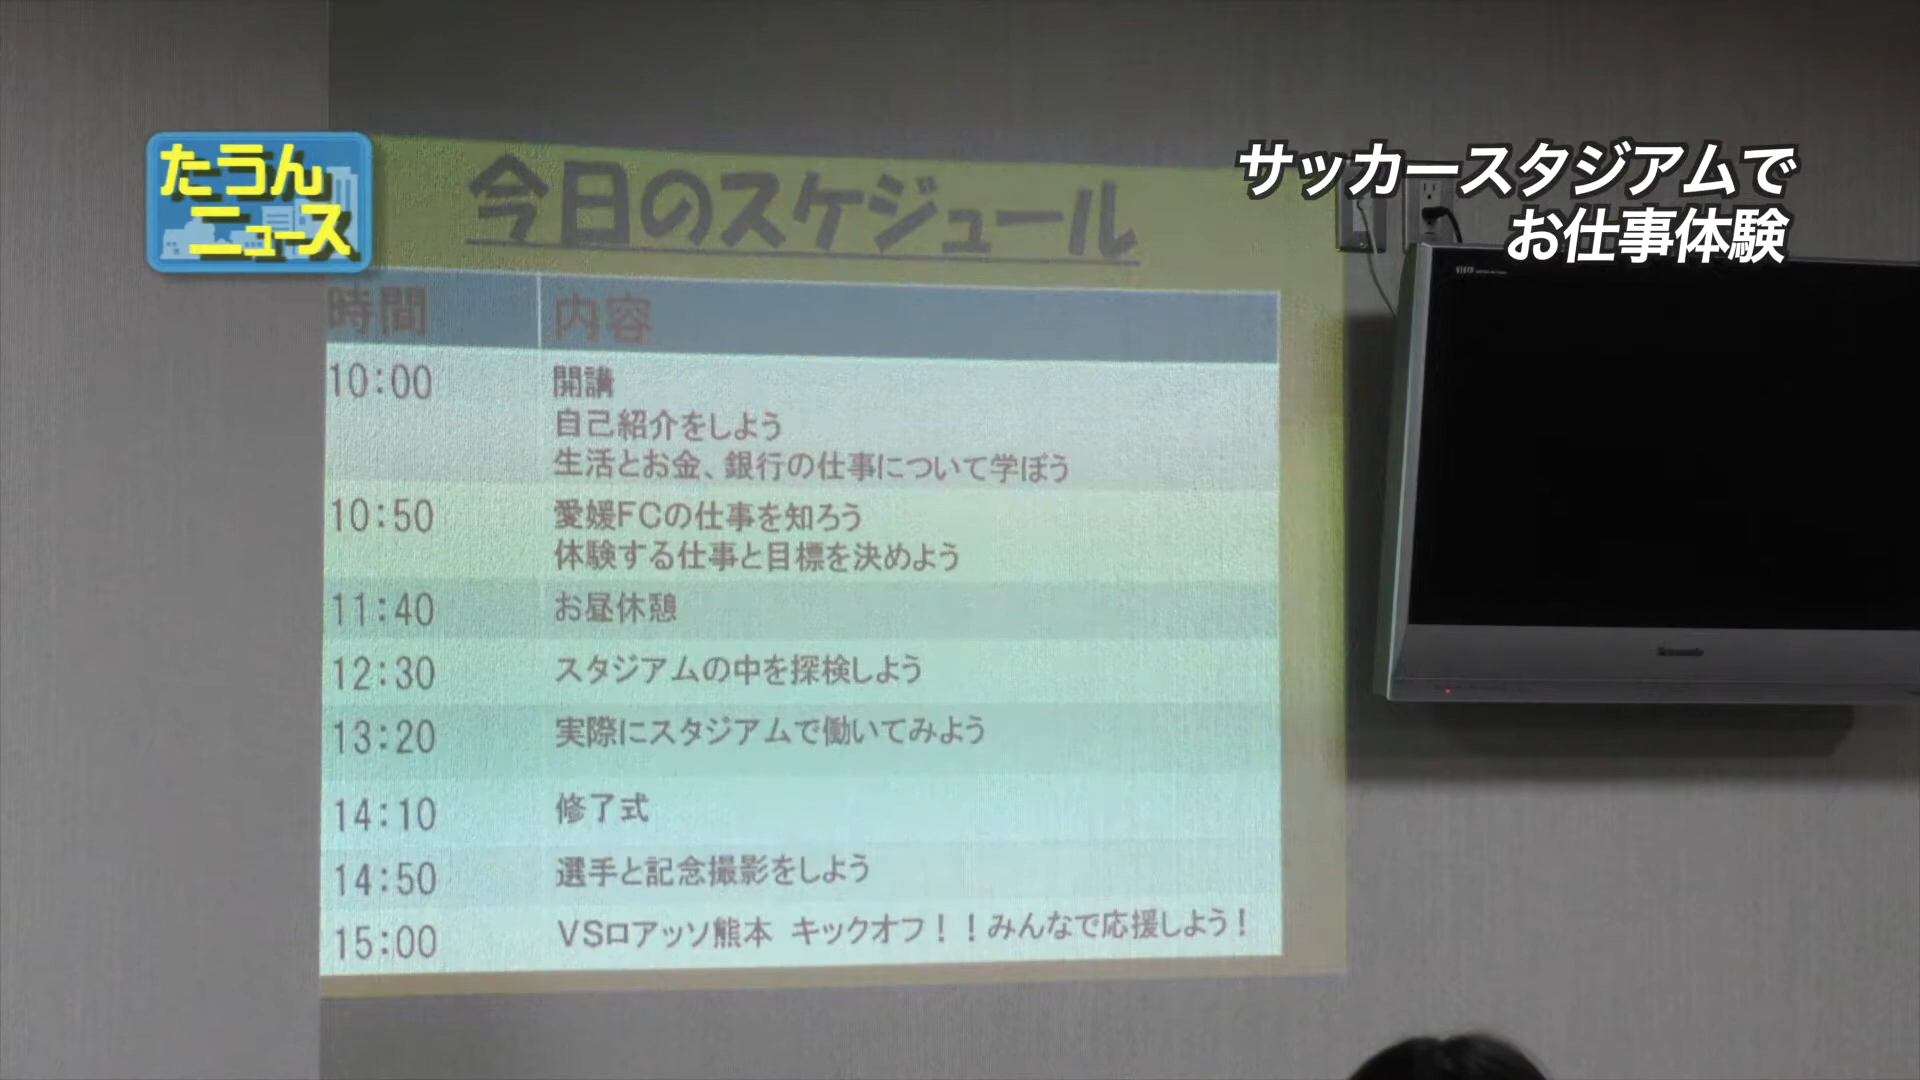 たうん
ニュース
サッカースタジアムで
お仕事体験
今日のスケジュール
時間 内容
10:00 開講
自己紹介をしよう
生活とお金、銀行の仕事について学ぼう
10:50 愛媛FCの仕事を知ろう
体験する仕事と目標を決めよう
11:40 お昼休憩
12:30 スタジアムの中を探検しよう
13:20 実際にスタジアムで働いてみよう
14:10 修了式
14:50 選手と記念撮影をしよう
15:00 VSロアッソ熊本 キックオフ！！みんなで応援しよう！